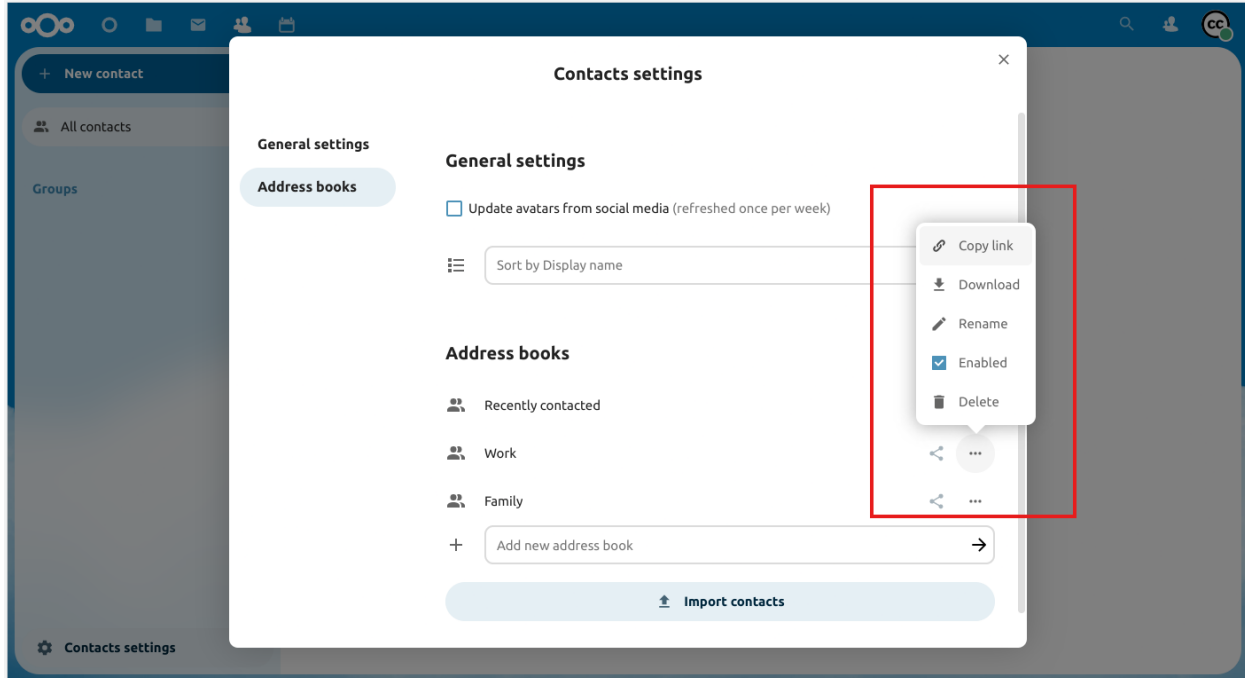 CC
New contact
All contacts
Groups
Contacts settings
Contacts settings
General settings
Address books
General settings
Update avatars from social media (refreshed once per week)
Sort by Display name
Address books
Recently contacted
Work
Family
Add new address book
Import contacts
Copy link
Download
Rename
Enabled
Delete